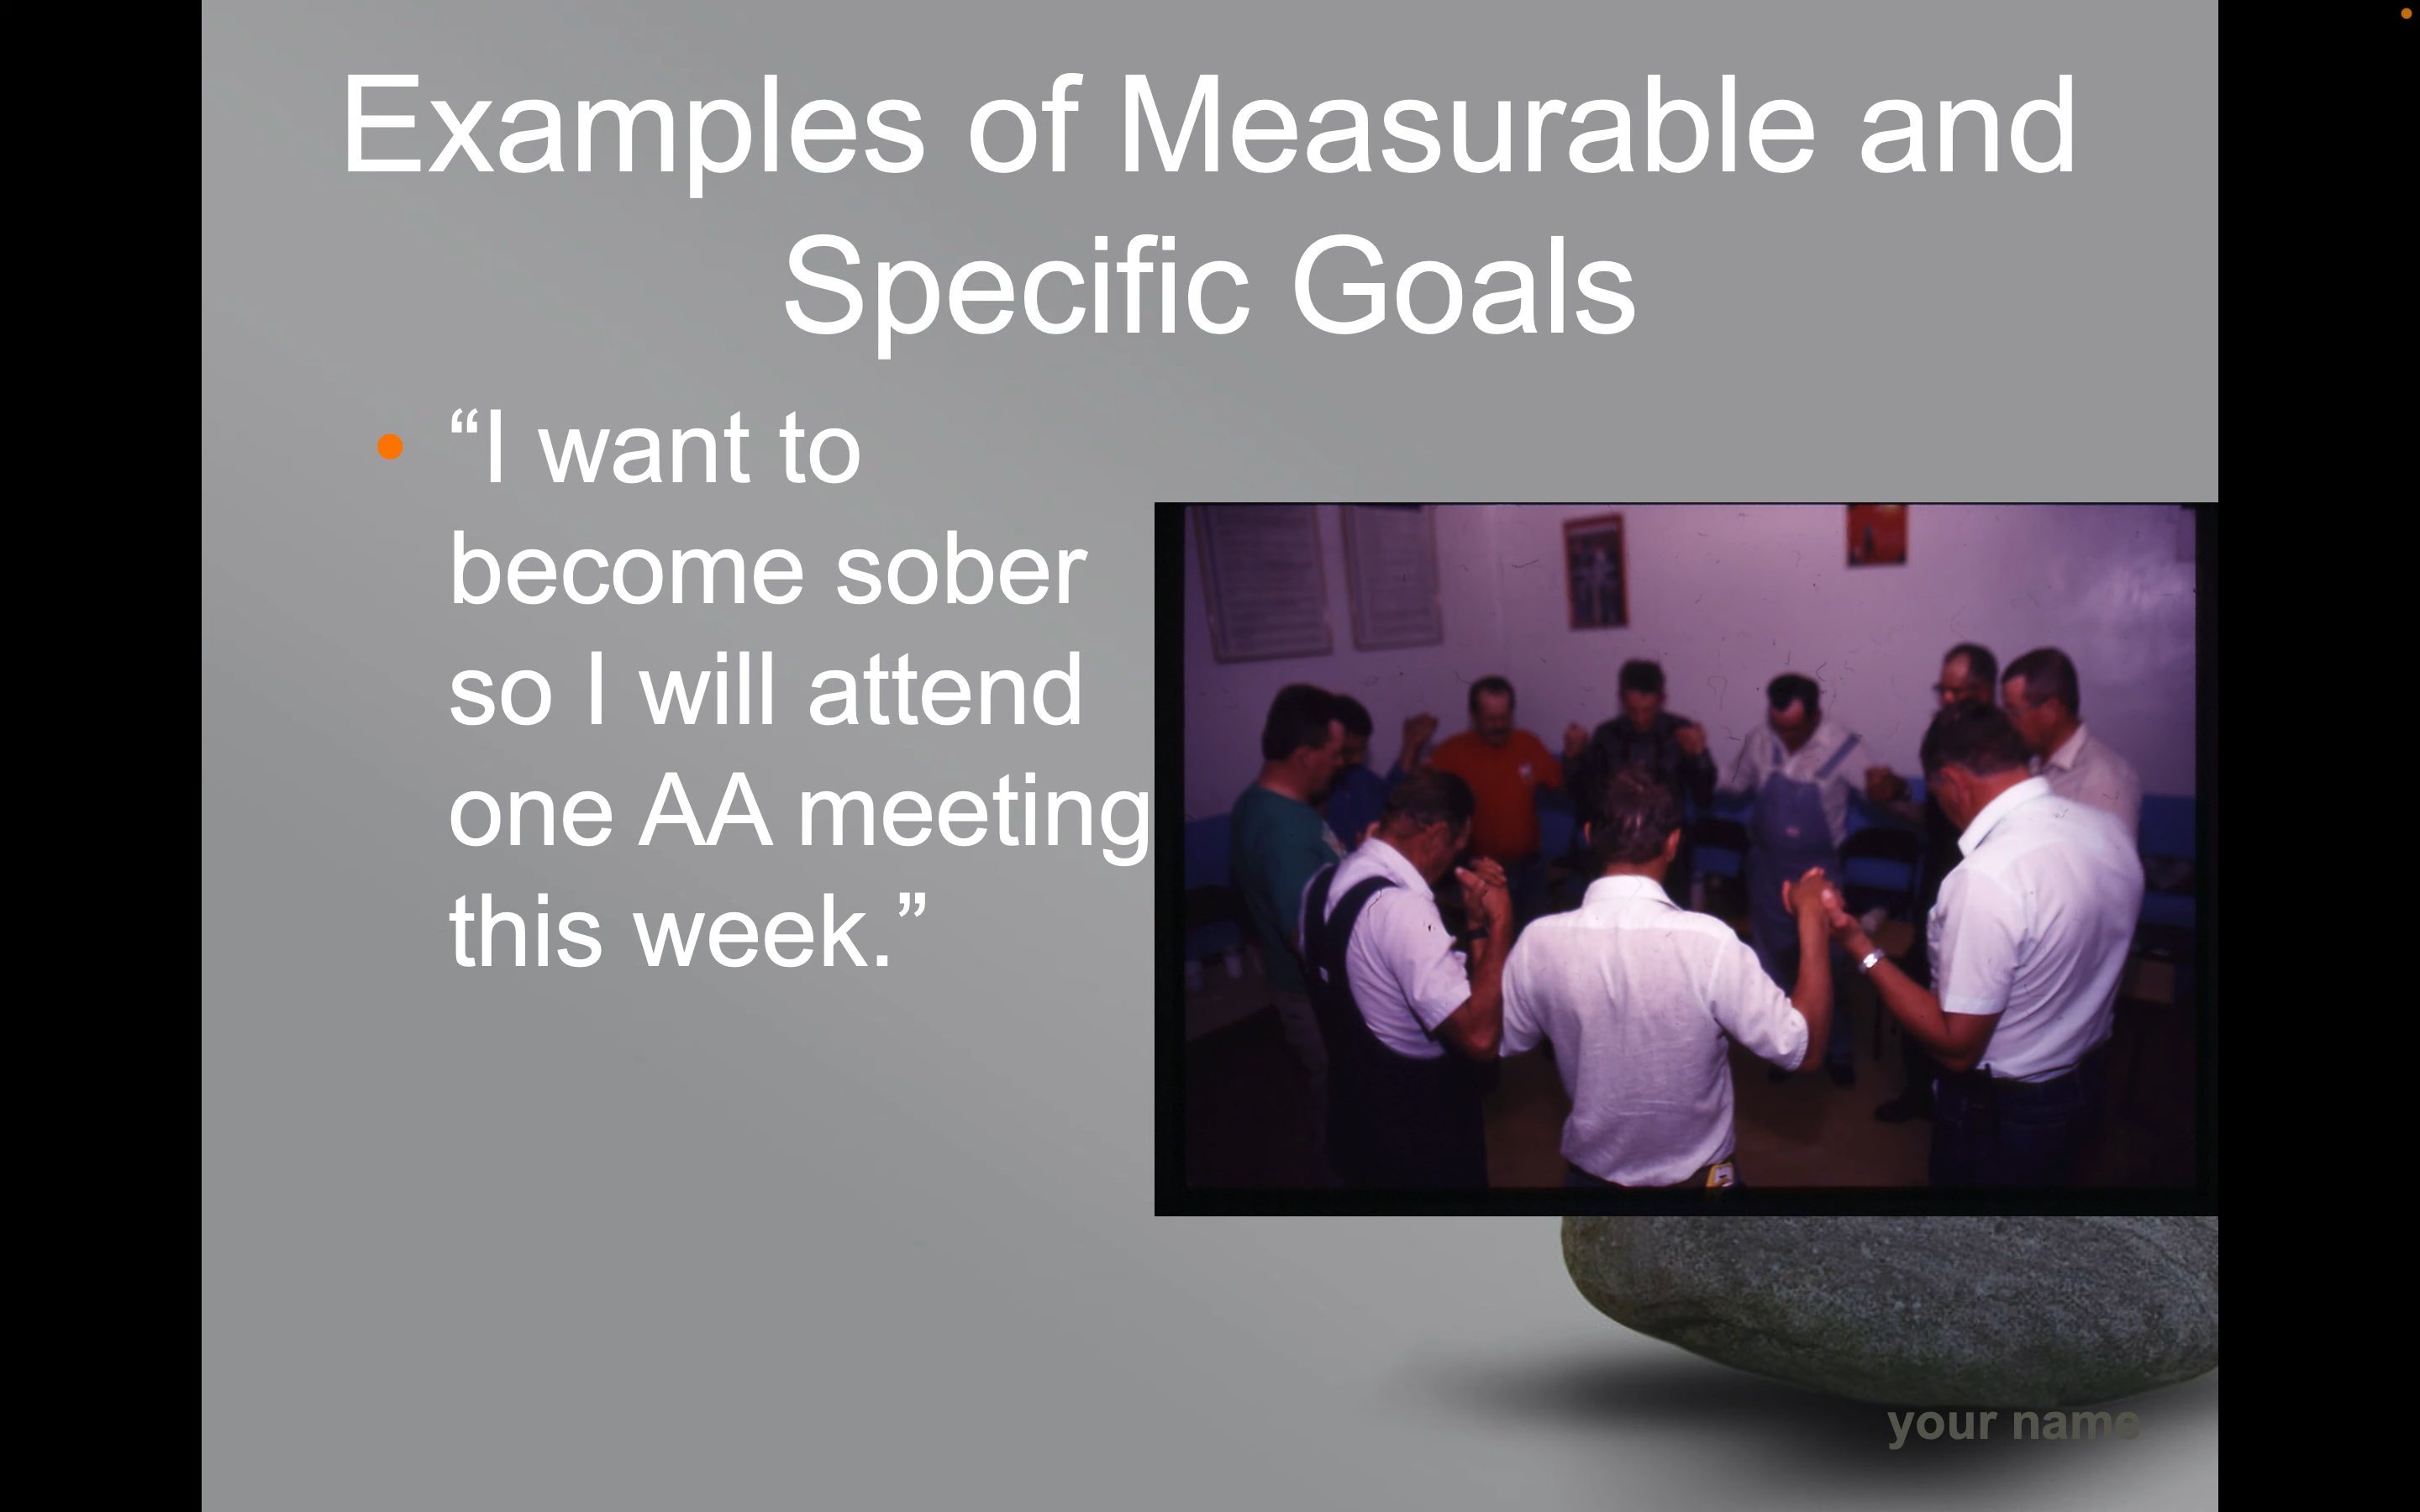 Examples of Measurable and
Specific Goals
“I want to
become sober
so I will attend
one AA meeting
this week.”
your name